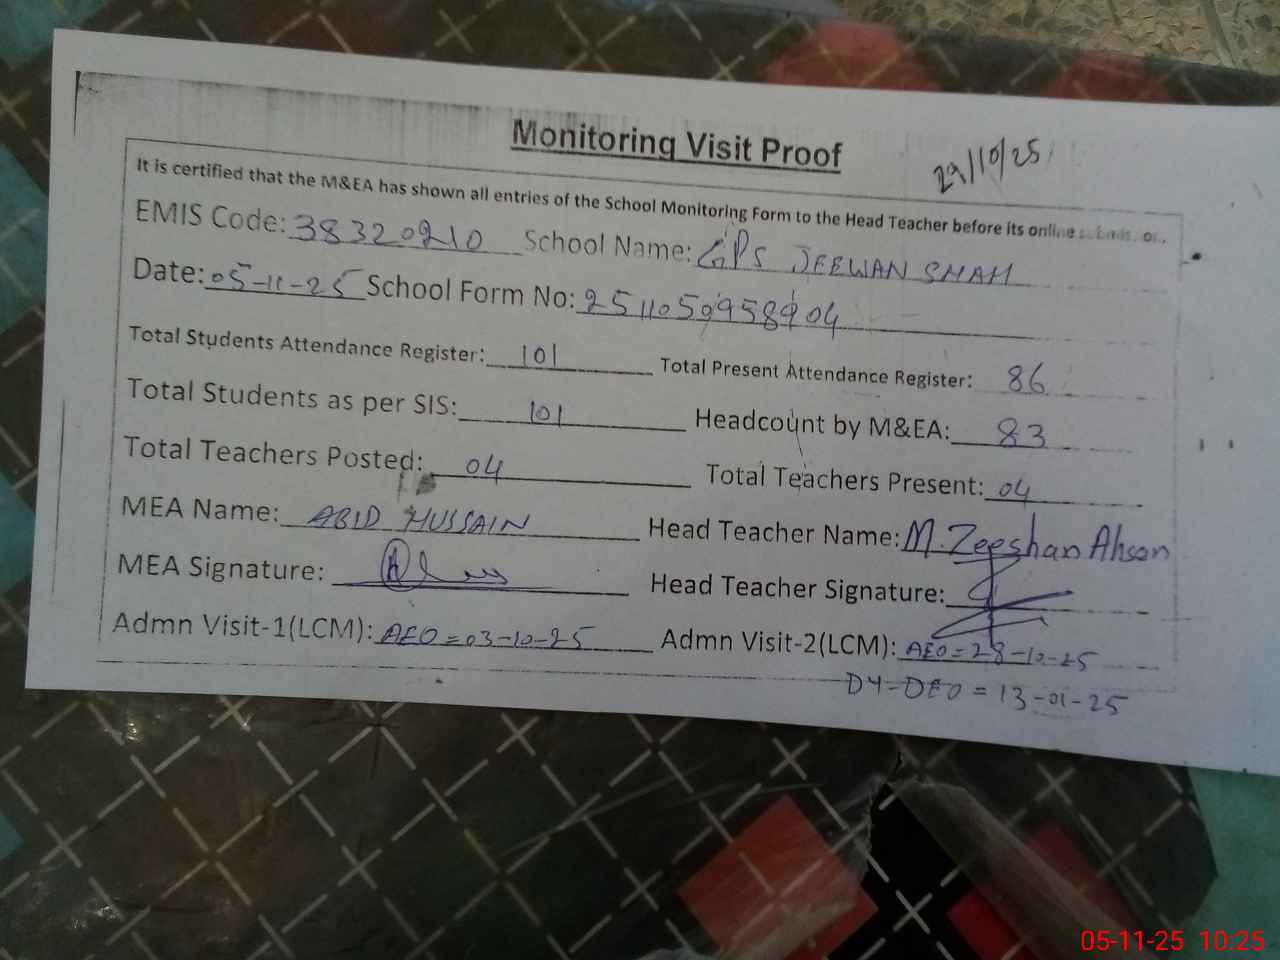 Monitoring Visit Proof
29/10/25
It is certified that the M&EA has shown all entries of the School Monitoring Form to the Head Teacher before its online
EMIS Code: 38320210 School Name: GPS JEEWAN SHAH
Date: 05-11-25 School Form No:
Total Students Attendance Register: 101 Total Present Attendance Register: 86
Total Students as per SIS: 101 Headcount by M&EA: 83
Total Teachers Posted: 04 Total Teachers Present: 04
MEA Name: ABID HUSSAIN Head Teacher Name: M. Zeeshan Ahsan
MEA Signature: Head Teacher Signature:
Admn Visit-1(LCM): AEO=03-10-25 Admn Visit-2(LCM): AEO=28-10-25
DY-DEO = 13-01-25
05-11-25 10:25